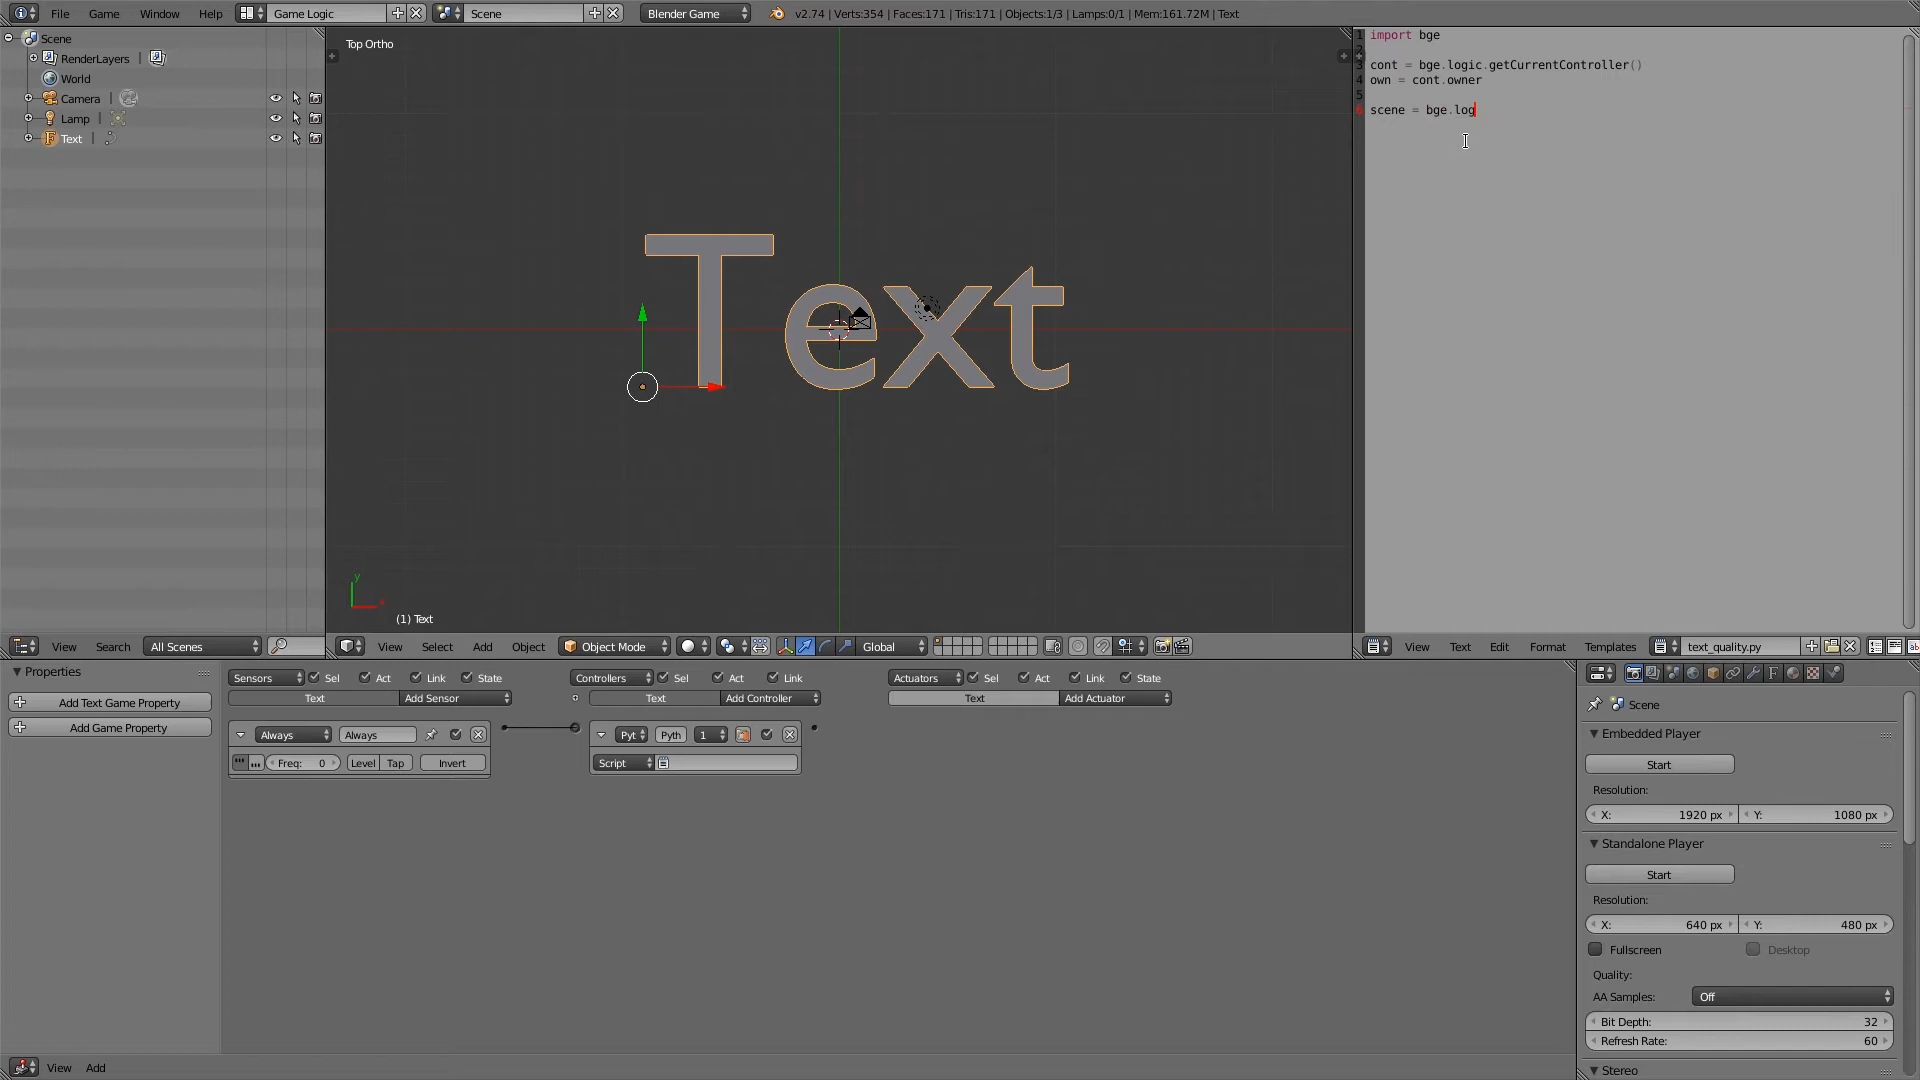 File Game Window Help Game Logic Scene Blender Game v2.74 | Verts:354 | Faces:171 | Tris:171 | Objects:1/3 | Lamps:0/1 | Mem:161.72M | Text
Scene
RenderLayers |
World
Camera |
Lamp |
Text |
Top Ortho
Text
y
x
(1) Text
1 import bge
2
3 cont = bge.logic.getCurrentController()
4 own = cont.owner
5
6 scene = bge.log
View Search All Scenes
View Select Add Object Object Mode Global
View Text Edit Format Templates text_quality.py
Properties
Add Text Game Property
Add Game Property
Sensors Sel Act Link State
Text Add Sensor
Always Always
Freq: 0 Level Tap Invert
Controllers Sel Act Link
Text Add Controller
Pyt Pyth 1
Script
Actuators Sel Act Link State
Text Add Actuator
Scene
Embedded Player
Start
Resolution:
X: 1920 px Y: 1080 px
Standalone Player
Start
Resolution:
X: 640 px Y: 480 px
Fullscreen Desktop
Quality:
AA Samples: Off
Bit Depth: 32
Refresh Rate: 60
Stereo
View Add